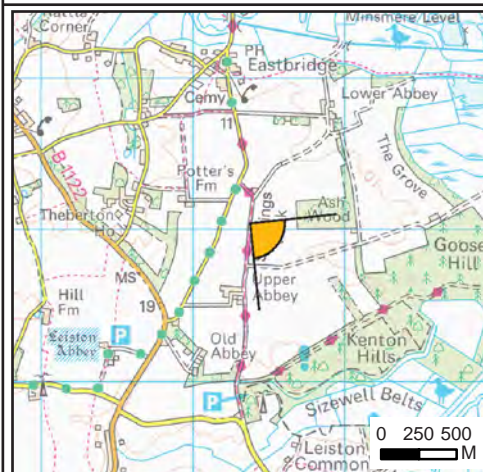 Corner
Minsmere Level
PH
Eastbridge
Cemy
Lower Abbey
11
B 1122
Potter's
Fm
The Grove
Ash
Wood
Theberton
Ho
Goose
Hill
MS
Upper
Abbey
Hill
Fm
19
P
Leiston
Abbey
Old
Abbey
Kenton
Hills
P
Sizewell Belts
Leiston
Common
0 250 500
M